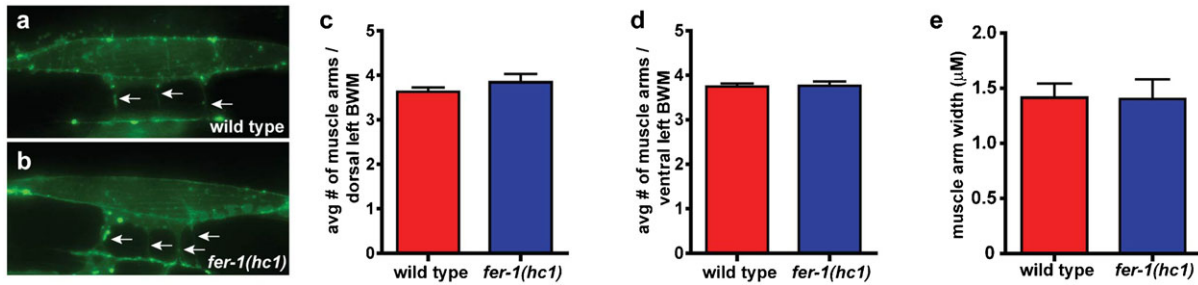 a
wild type
b
fer-1(hc1)
c
avg # of muscle arms /
dorsal left BWM
5
4
3
2
1
0
wild type
fer-1(hc1)
d
avg # of muscle arms /
ventral left BWM
5
4
3
2
1
0
wild type
fer-1(hc1)
e
muscle arm width (μM)
2.0
1.5
1.0
0.5
0
wild type
fer-1(hc1)